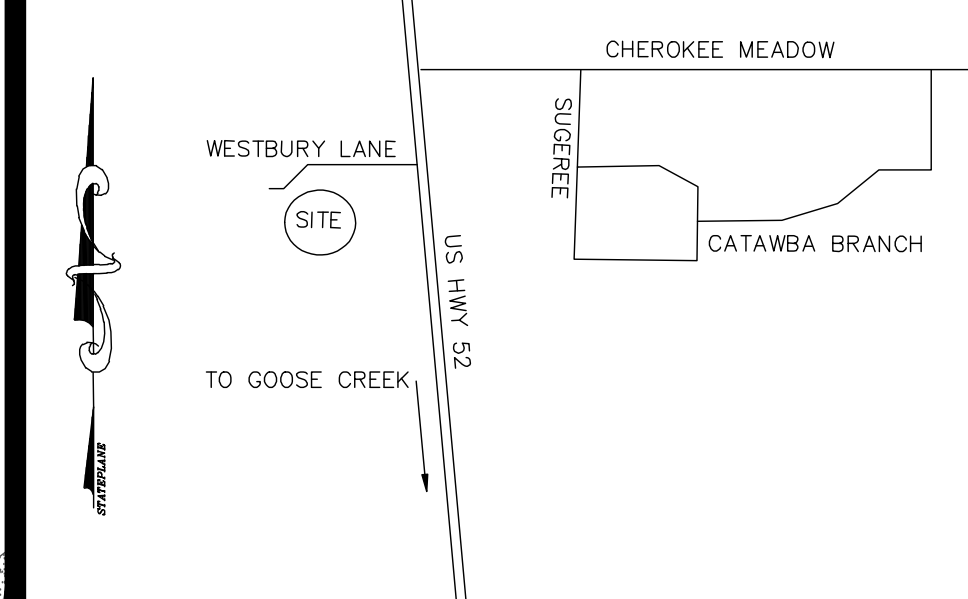 CHEROKEE MEADOW
SUGEREE
WESTBURY LANE
SITE
CATAWBA BRANCH
US HWY 52
TO GOOSE CREEK
STATEPLANE